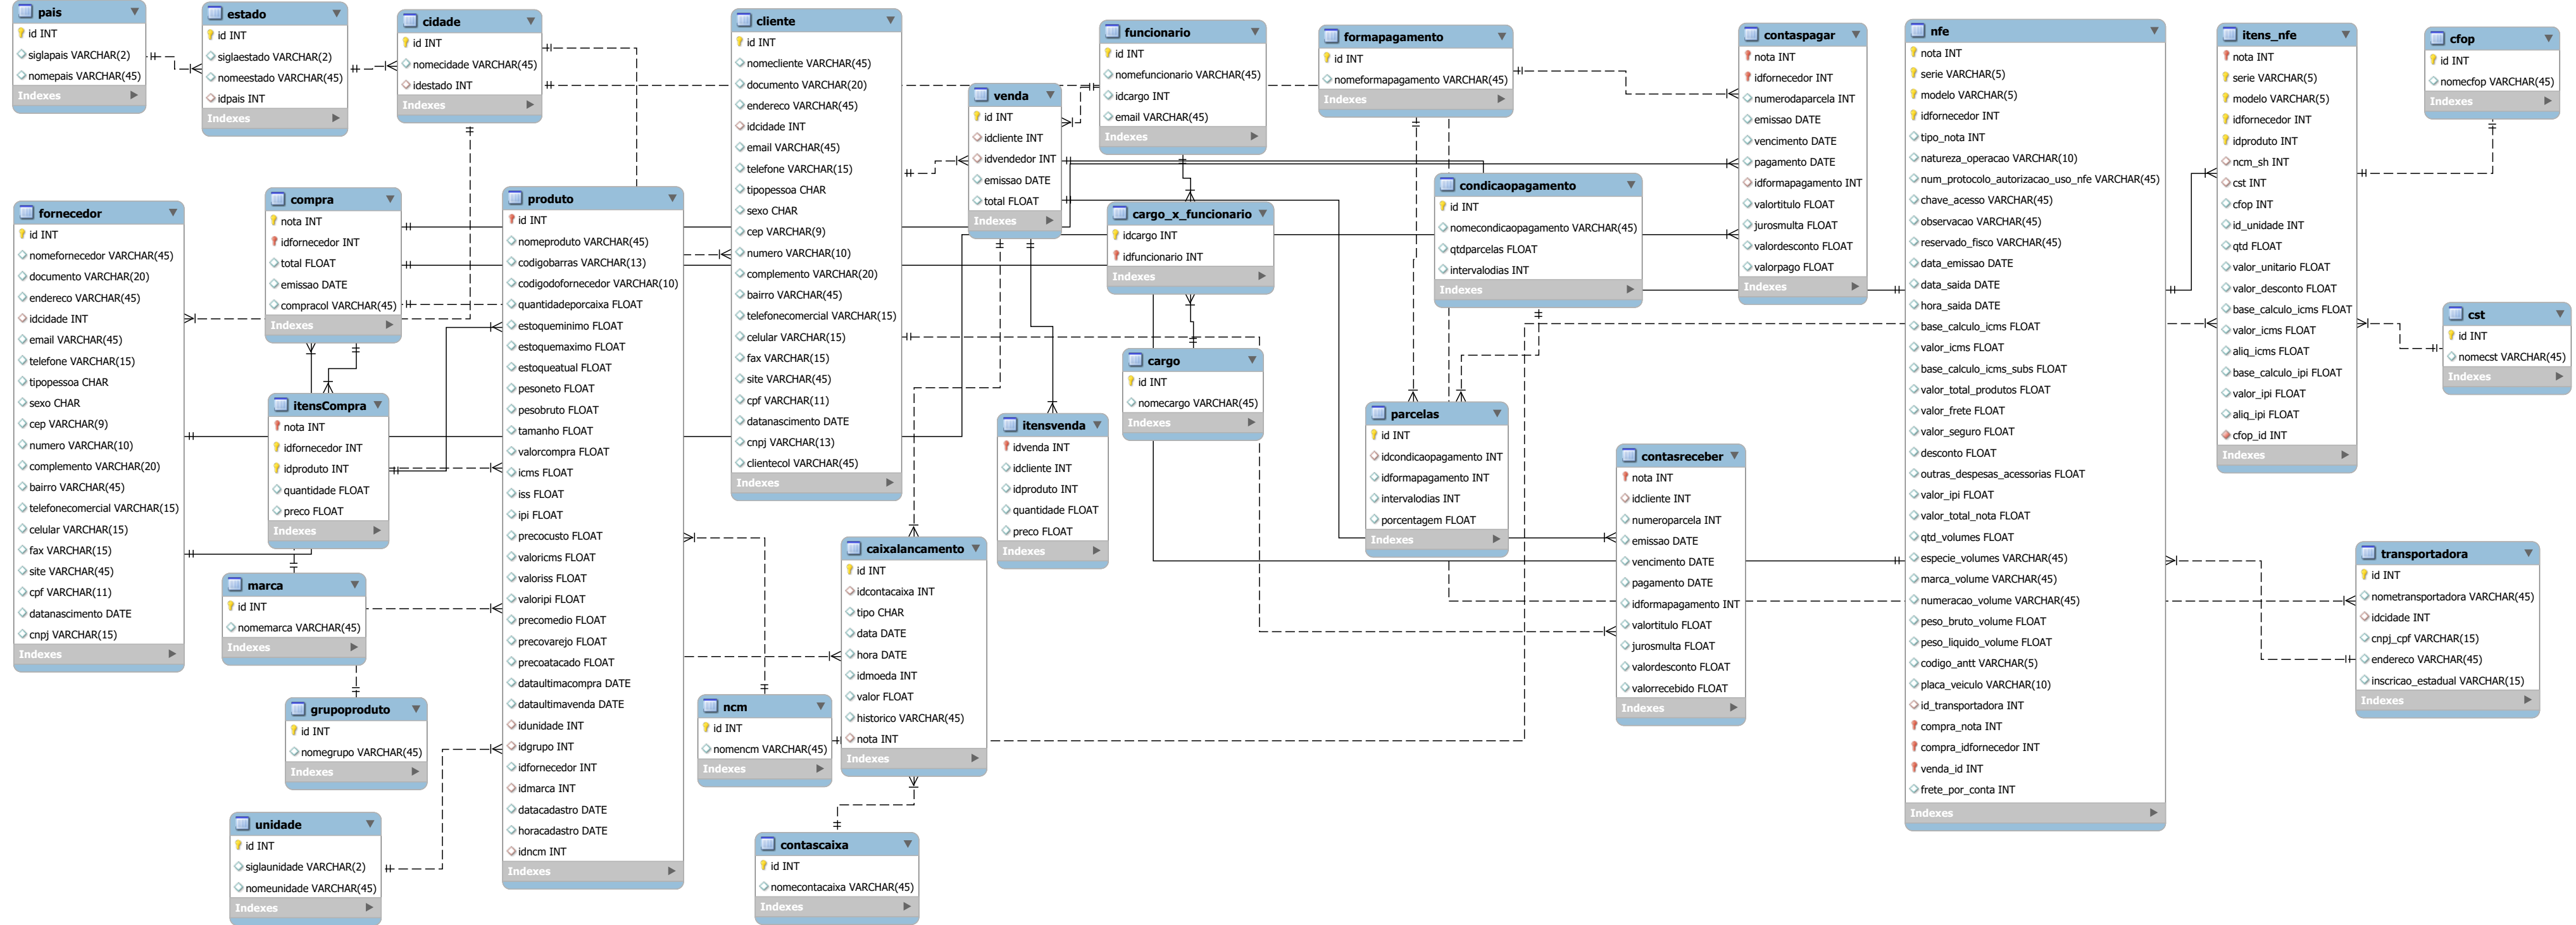 pais
id INT
siglapais VARCHAR(2)
nomepais VARCHAR(45)
Indexes
estado
id INT
siglaestado VARCHAR(2)
nomeestado VARCHAR(45)
idpais INT
Indexes
cidade
id INT
nomecidade VARCHAR(45)
idestado INT
Indexes
cliente
id INT
nomecliente VARCHAR(45)
documento VARCHAR(20)
endereco VARCHAR(45)
idcidade INT
email VARCHAR(45)
telefone VARCHAR(15)
tipopessoa CHAR
sexo CHAR
cep VARCHAR(9)
numero VARCHAR(10)
complemento VARCHAR(20)
bairro VARCHAR(45)
telefonecomercial VARCHAR(15)
celular VARCHAR(15)
fax VARCHAR(15)
site VARCHAR(45)
cpf VARCHAR(11)
datanascimento DATE
cnpj VARCHAR(13)
clientecol VARCHAR(45)
Indexes
venda
id INT
idcliente INT
idvendedor INT
emissao DATE
total FLOAT
Indexes
funcionario
id INT
nomefuncionario VARCHAR(45)
idcargo INT
email VARCHAR(45)
Indexes
formapagamento
id INT
nomeformapagamento VARCHAR(45)
Indexes
contaspagar
nota INT
idfornecedor INT
numerodaparcela INT
emissao DATE
vencimento DATE
pagamento DATE
idformapagamento INT
valortitulo FLOAT
jurosmulta FLOAT
valordesconto FLOAT
valorpago FLOAT
Indexes
nfe
nota INT
serie VARCHAR(5)
modelo VARCHAR(5)
idfornecedor INT
tipo_nota INT
natureza_operacao VARCHAR(10)
num_protocolo_autorizacao_uso_nfe VARCHAR(45)
chave_acesso VARCHAR(45)
observacao VARCHAR(45)
reservado_fisco VARCHAR(45)
data_emissao DATE
data_saida DATE
hora_saida DATE
base_calculo_icms FLOAT
valor_icms FLOAT
base_calculo_icms_subs FLOAT
valor_total_produtos FLOAT
valor_frete FLOAT
valor_seguro FLOAT
desconto FLOAT
outras_despesas_acessorias FLOAT
valor_ipi FLOAT
valor_total_nota FLOAT
qtd_volumes FLOAT
especie_volumes VARCHAR(45)
marca_volume VARCHAR(45)
numeracao_volume VARCHAR(45)
peso_bruto_volume FLOAT
peso_liquido_volume FLOAT
codigo_antt VARCHAR(5)
placa_veiculo VARCHAR(10)
id_transportadora INT
compra_nota INT
compra_idfornecedor INT
venda_id INT
frete_por_conta INT
Indexes
itens_nfe
nota INT
serie VARCHAR(5)
modelo VARCHAR(5)
idfornecedor INT
idproduto INT
ncm_sh INT
cst INT
cfop INT
id_unidade INT
qtd FLOAT
valor_unitario FLOAT
valor_desconto FLOAT
base_calculo_icms FLOAT
valor_icms FLOAT
aliq_icms FLOAT
base_calculo_ipi FLOAT
valor_ipi FLOAT
aliq_ipi FLOAT
cfop_id INT
Indexes
cfop
id INT
nomecfop VARCHAR(45)
Indexes
cst
id INT
nomecst VARCHAR(45)
Indexes
fornecedor
id INT
nomefornecedor VARCHAR(45)
documento VARCHAR(20)
endereco VARCHAR(45)
idcidade INT
email VARCHAR(45)
telefone VARCHAR(15)
tipopessoa CHAR
sexo CHAR
cep VARCHAR(9)
numero VARCHAR(10)
complemento VARCHAR(20)
bairro VARCHAR(45)
telefonecomercial VARCHAR(15)
celular VARCHAR(15)
fax VARCHAR(15)
site VARCHAR(45)
cpf VARCHAR(11)
datanascimento DATE
cnpj VARCHAR(15)
Indexes
compra
nota INT
idfornecedor INT
total FLOAT
emissao DATE
compracol VARCHAR(45)
Indexes
itensCompra
nota INT
idfornecedor INT
idproduto INT
quantidade FLOAT
preco FLOAT
Indexes
marca
id INT
nomemarca VARCHAR(45)
Indexes
grupoproduto
id INT
nomegrupo VARCHAR(45)
Indexes
unidade
id INT
siglaunidade VARCHAR(2)
nomeunidade VARCHAR(45)
Indexes
produto
id INT
nomeproduto VARCHAR(45)
codigobarras VARCHAR(13)
codigodofornecedor VARCHAR(10)
quantidadeporcaixa FLOAT
estoqueminimo FLOAT
estoquemaximo FLOAT
estoqueatual FLOAT
pesoneto FLOAT
pesobruto FLOAT
tamanho FLOAT
valorcompra FLOAT
icms FLOAT
iss FLOAT
ipi FLOAT
precocusto FLOAT
valoricms FLOAT
valoriss FLOAT
valoripi FLOAT
precomedio FLOAT
precovarejo FLOAT
precoatacado FLOAT
dataultimacompra DATE
dataultimavenda DATE
idunidade INT
idgrupo INT
idfornecedor INT
idmarca INT
datacadastro DATE
horacadastro DATE
idncm INT
Indexes
ncm
id INT
nomencm VARCHAR(45)
Indexes
caixalancamento
id INT
idcontacaixa INT
tipo CHAR
data DATE
hora DATE
idmoeda INT
valor FLOAT
historico VARCHAR(45)
nota INT
Indexes
contascaixa
id INT
nomecontacaixa VARCHAR(45)
Indexes
itensvenda
idvenda INT
idcliente INT
idproduto INT
quantidade FLOAT
preco FLOAT
Indexes
cargo_x_funcionario
idcargo INT
idfuncionario INT
Indexes
cargo
id INT
nomecargo VARCHAR(45)
Indexes
condicaopagamento
id INT
nomecondicaopagamento VARCHAR(45)
qtdparcelas FLOAT
intervalodias INT
Indexes
parcelas
id INT
idcondicaopagamento INT
idformapagamento INT
intervalodias INT
porcentagem FLOAT
Indexes
contasreceber
nota INT
idcliente INT
numeroparcela INT
emissao DATE
vencimento DATE
pagamento DATE
idformapagamento INT
valortitulo FLOAT
jurosmulta FLOAT
valordesconto FLOAT
valorrecebido FLOAT
Indexes
transportadora
id INT
nometransportadora VARCHAR(45)
idcidade INT
cnpj_cpf VARCHAR(15)
endereco VARCHAR(45)
inscricao_estadual VARCHAR(15)
Indexes